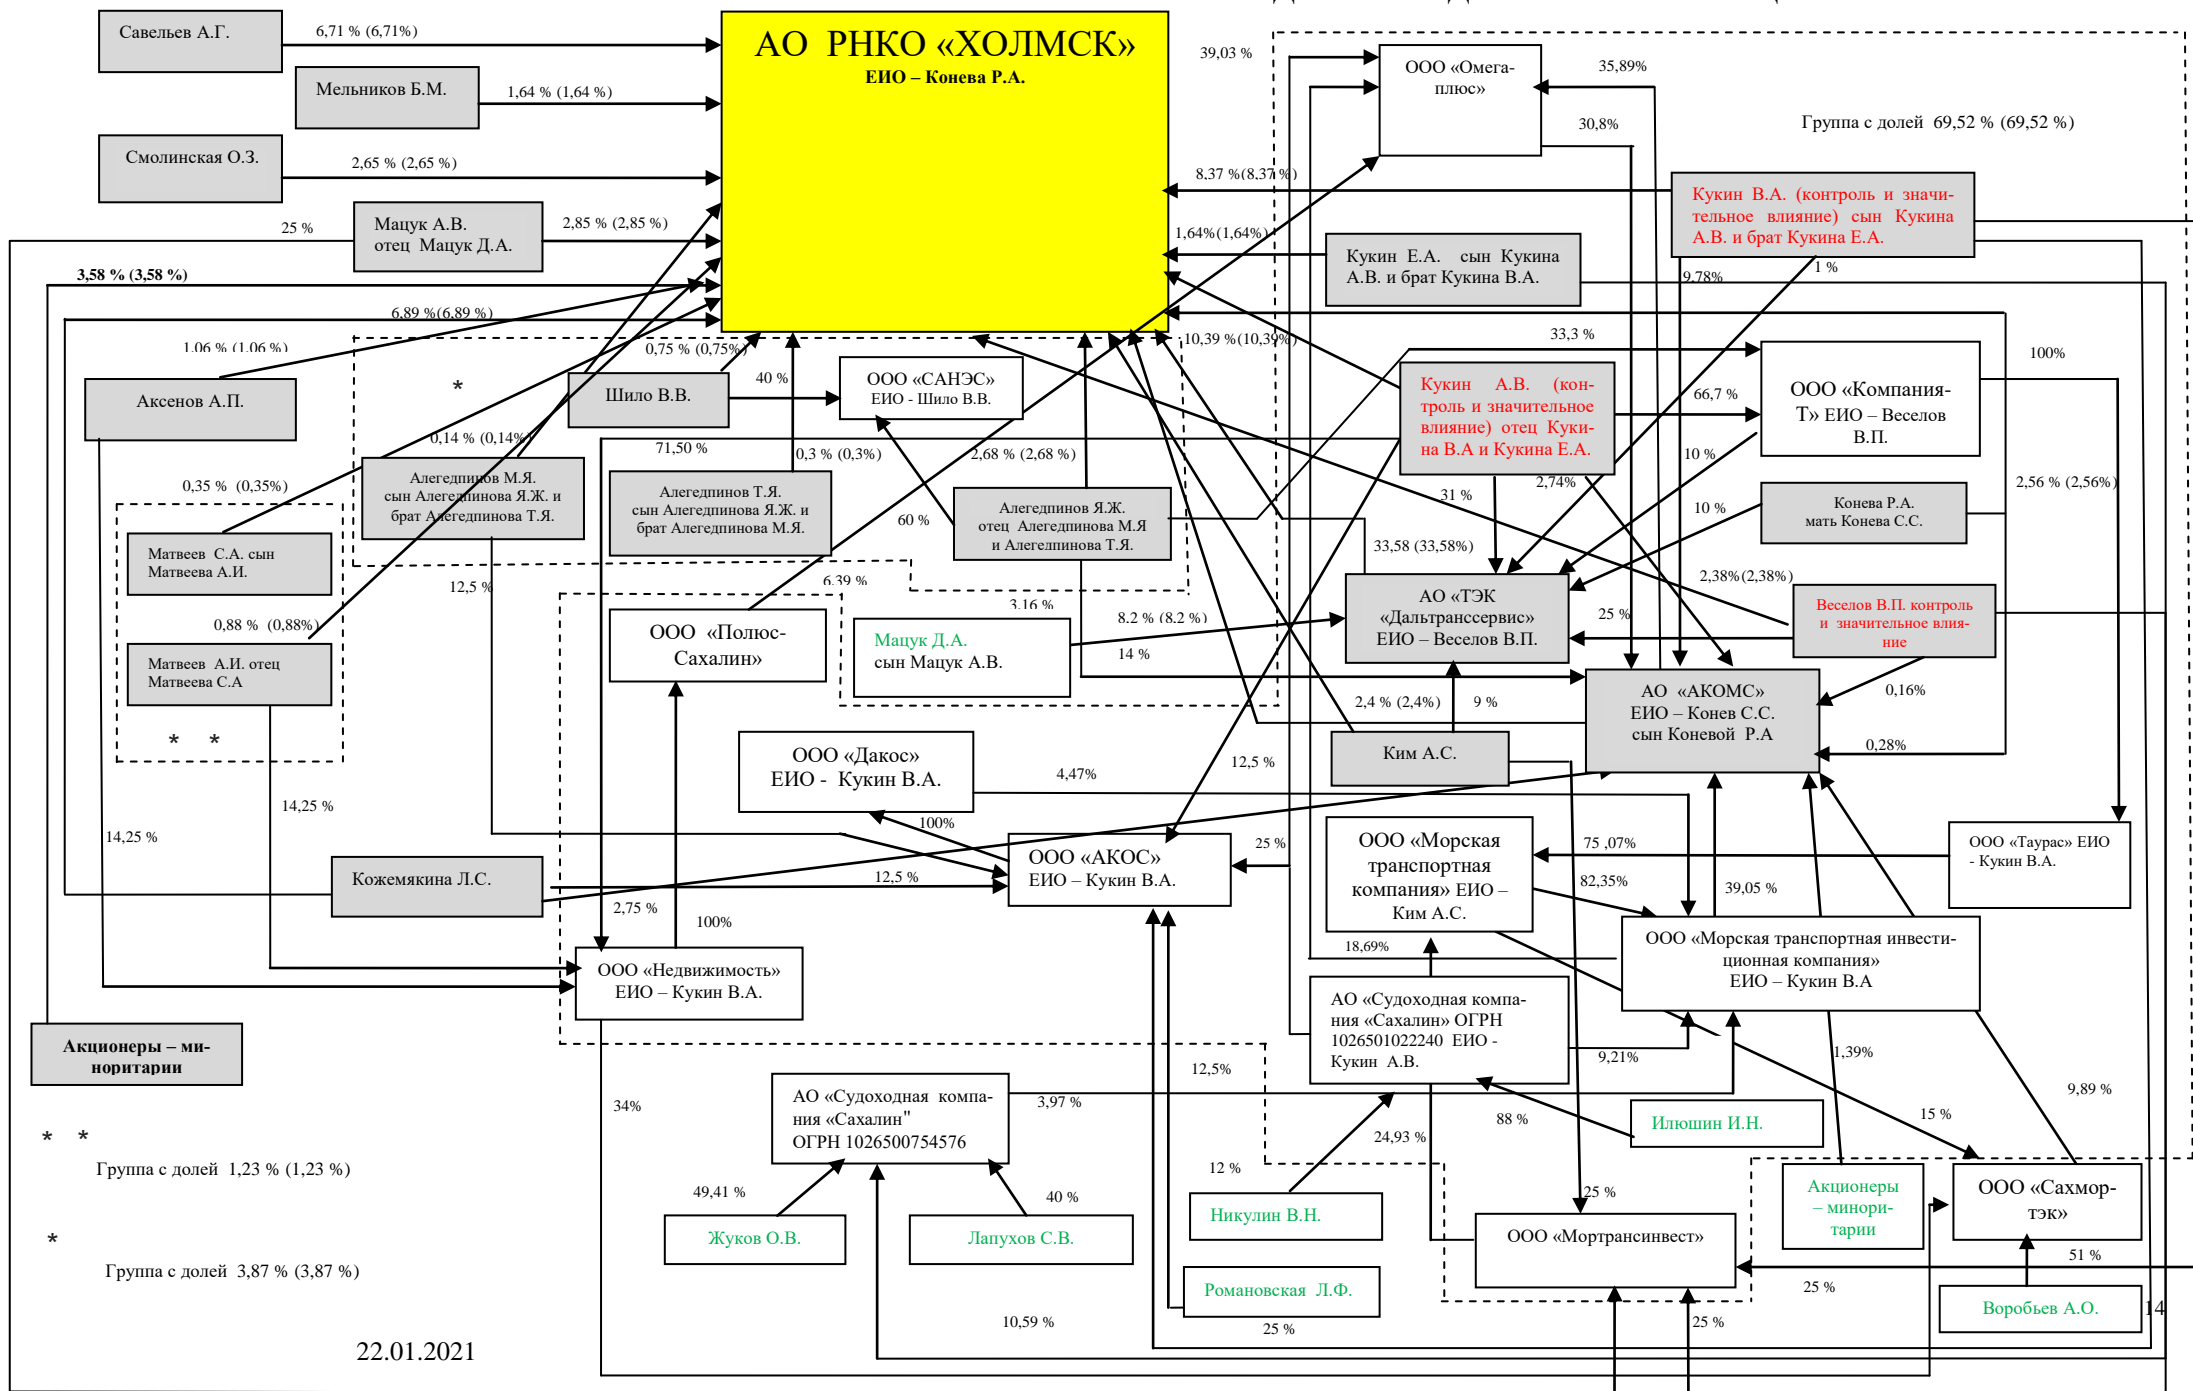 Савельев А.Г.
6,71 % (6,71%)
АО РНКО «ХОЛМСК»
ЕИО – Конева Р.А.
39,03 %
ООО «Омега-
плюс»
35,89%
Мельников Б.М.
1,64 % (1,64 %)
30,8%
Группа с долей 69,52 % (69,52 %)
Смолинская О.З.
2,65 % (2,65 %)
8,37 %(8,37 %)
Кукин В.А. (контроль и значи-
тельное влияние) сын Кукина
А.В. и брат Кукина Е.А.
25 %
Мацук А.В.
отец Мацук Д.А.
2,85 % (2,85 %)
1,64%(1,64%)
Кукин Е.А. сын Кукина
А.В. и брат Кукина В.А.
9,78%
1 %
3,58 % (3,58 %)
6,89 %(6,89 %)
1,06 % (1,06 %)
0,75 % (0,75%)
10,39 %(10,39%)
33,3 %
100%
*
Аксенов А.П.
Шило В.В.
40 %
ООО «САНЭС»
ЕИО - Шило В.В.
Кукин А.В. (кон-
троль и значительное
влияние) отец Куки-
на В.А и Кукина Е.А.
66,7 %
ООО «Компания-
Т» ЕИО – Веселов
В.П.
0,14 % (0,14%)
71,50 %
0,3 % (0,3%)
2,68 % (2,68 %)
10 %
0,35 % (0,35%)
Алегедпинов М.Я.
сын Алегедпинова Я.Ж. и
брат Алегедпинова Т.Я.
Алегедпинов Т.Я.
сын Алегедпинова Я.Ж. и
брат Алегедпинова М.Я.
Алегедпинов Я.Ж.
отец Алегедпинова М.Я
и Алегедпинова Т.Я.
60 %
31 %
2,74%
10 %
Конева Р.А.
мать Конева С.С.
2,56 % (2,56%)
Матвеев С.А. сын
Матвеева А.И.
12,5 %
6,39 %
33,58 (33,58%)
2,38%(2,38%)
3,16 %
8,2 % (8,2 %)
АО «ТЭК
«Дальтранссервис»
ЕИО – Веселов В.П.
25 %
Веселов В.П. контроль
и значительное влия-
ние
0,88 % (0,88%)
Матвеев А.И. отец
Матвеева С.А
ООО «Полюс-
Сахалин»
Мацук Д.А.
сын Мацук А.В.
14 %
2,4 % (2,4%)
9 %
АО «АКОМС»
ЕИО – Конев С.С.
сын Коневой Р.А
0,16%
0,28%
* *
ООО «Дакос»
ЕИО - Кукин В.А.
4,47%
12,5 %
Ким А.С.
14,25 %
14,25 %
100%
25 %
ООО «Морская
транспортная
компания» ЕИО –
Ким А.С.
75 ,07%
ООО «Таурас» ЕИО
- Кукин В.А.
Кожемякина Л.С.
12,5 %
ООО «АКОС»
ЕИО – Кукин В.А.
82,35%
39,05 %
2,75 %
100%
18,69%
ООО «Недвижимость»
ЕИО – Кукин В.А.
ООО «Морская транспортная инвести-
ционная компания»
ЕИО – Кукин В.А
АО «Судоходная компа-
ния «Сахалин» ОГРН
1026501022240 ЕИО -
Кукин А.В.
Акционеры – ми-
норитарии
9,21%
1,39%
12,5%
9,89 %
34%
АО «Судоходная компа-
ния «Сахалин"
ОГРН 1026500754576
3,97 %
88 %
Илюшин И.Н.
15 %
24,93 %
* *
Группа с долей 1,23 % (1,23 %)
12 %
49,41 %
40 %
25 %
Акционеры
– минори-
тарии
ООО «Сахмор-
тэк»
*
Жуков О.В.
Лапухов С.В.
Никулин В.Н.
ООО «Мортрансинвест»
51 %
Группа с долей 3,87 % (3,87 %)
Романовская Л.Ф.
25 %
Воробьев А.О.
14
10,59 %
25 %
25 %
22.01.2021